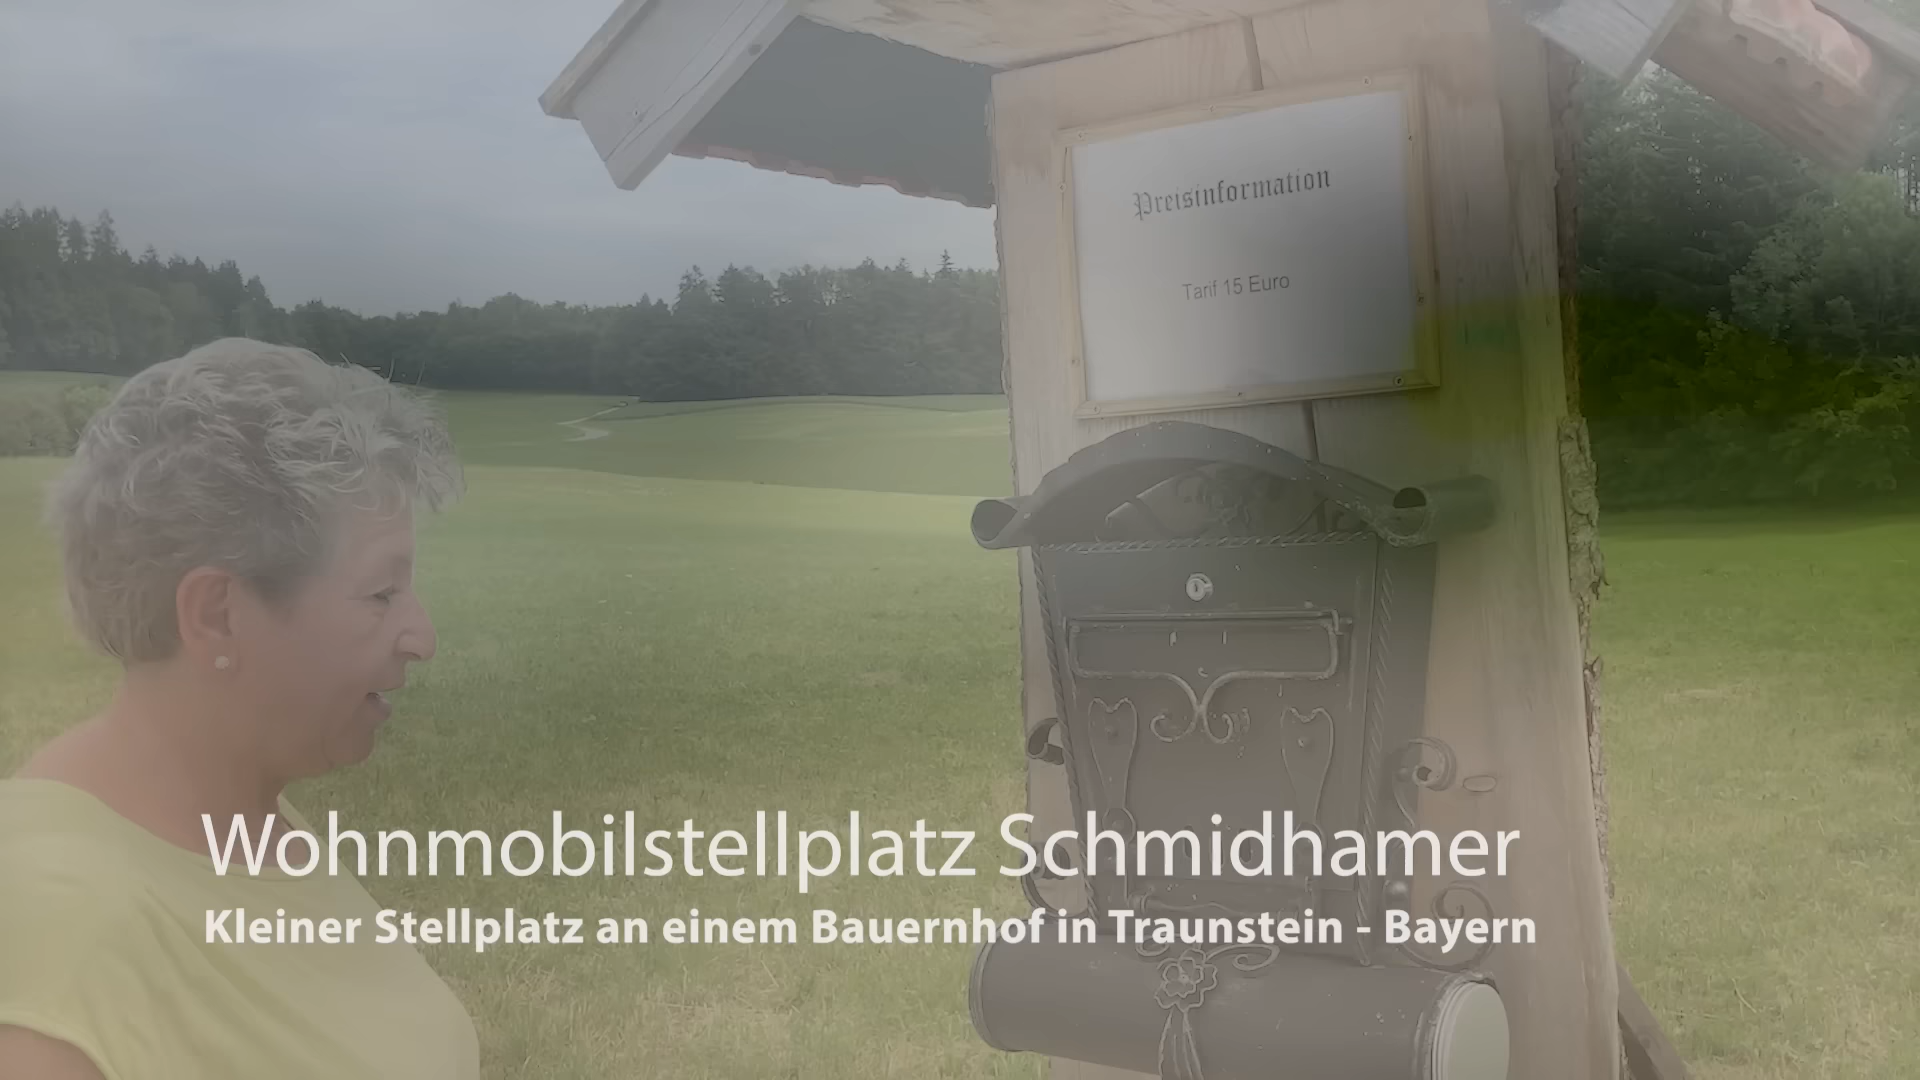 Preisinformation
Tarif 15 Euro
Wohnmobilstellplatz Schmidhamer
Kleiner Stellplatz an einem Bauernhof in Traunstein - Bayern